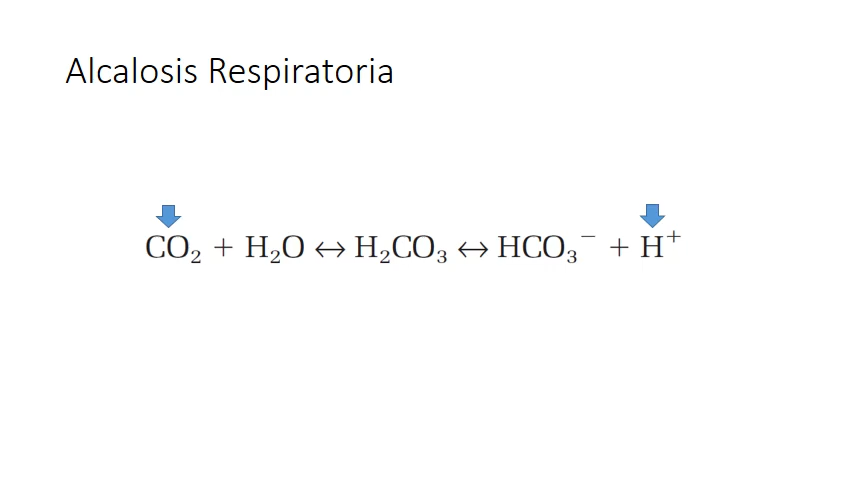 Alcalosis Respiratoria
CO₂ + H₂O ↔ H₂CO₃ ↔ HCO₃⁻ + H⁺